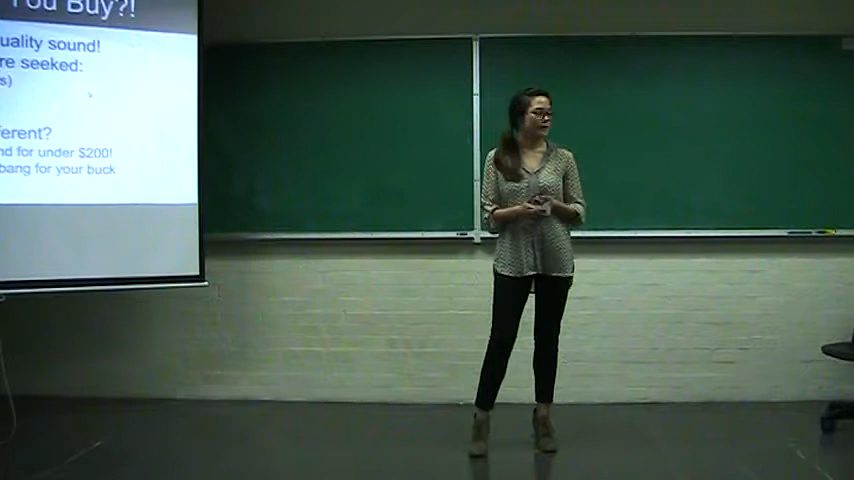 You Buy?!
uality sound!
re seeked:
s)
ferent?
nd for under $200!
bang for your buck